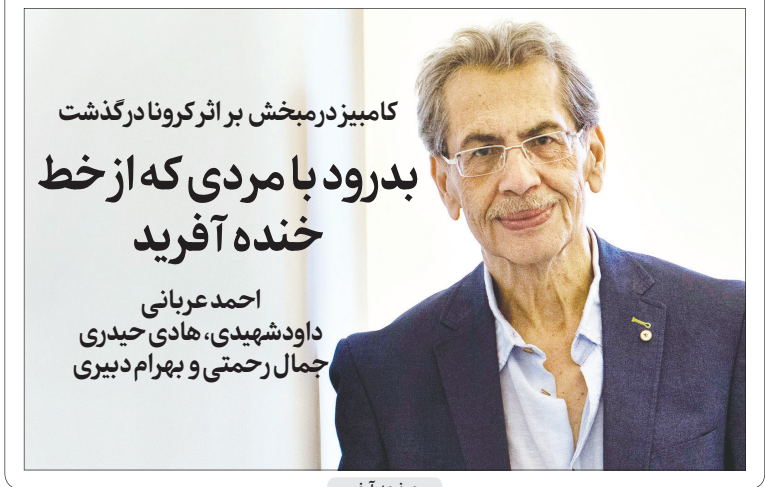 کامبیز درمبخش بر اثر کرونا درگذشت
بدرود با مردی که از خط
خنده آفرید
احمد عربانی
داود شهیدی، هادی حیدری
جمال رحمتی و بهرام دبیری